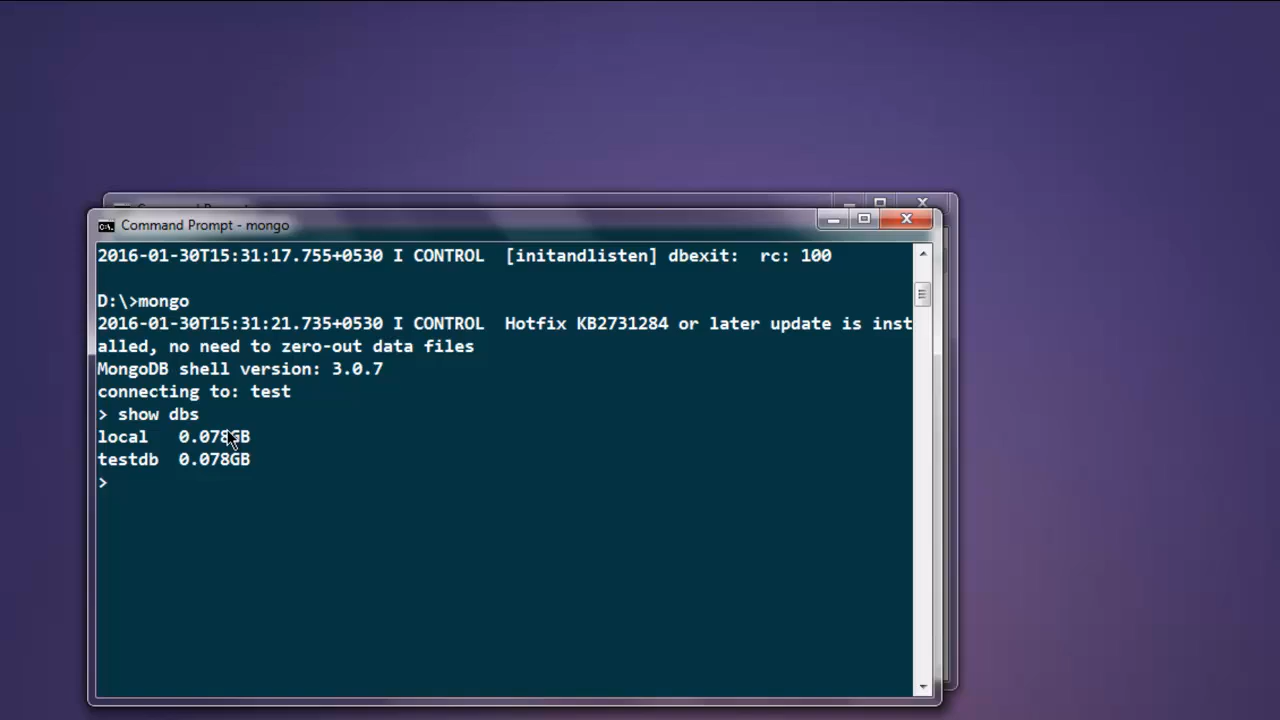 Command Prompt - mongo
2016-01-30T15:31:17.755+0530 I CONTROL  [initandlisten] dbexit:  rc: 100
D:\>mongo
2016-01-30T15:31:21.735+0530 I CONTROL  Hotfix KB2731284 or later update is inst
alled, no need to zero-out data files
MongoDB shell version: 3.0.7
connecting to: test
> show dbs
local   0.078GB
testdb  0.078GB
>